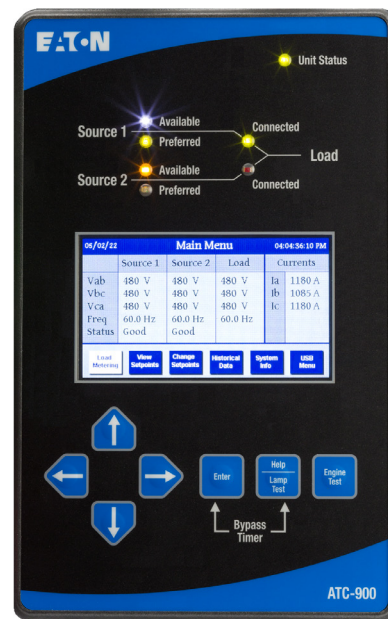 EATON
Unit Status
Available
Source 1
Preferred
Connected
Load
Available
Source 2
Preferred
Connected
05/02/22 Main Menu 04:04:36:10 PM
Source 1 Source 2 Load Currents
Vab 480 V 480 V 480 V Ia 1180 A
Vbc 480 V 480 V 480 V Ib 1085 A
Vca 480 V 480 V 480 V Ic 1180 A
Freq 60.0 Hz 60.0 Hz 60.0 Hz
Status Good Good
Load Metering View Setpoints Change Setpoints Historical Data System Info USB Menu
Enter
Help
Lamp Test
Engine Test
Bypass Timer
ATC-900